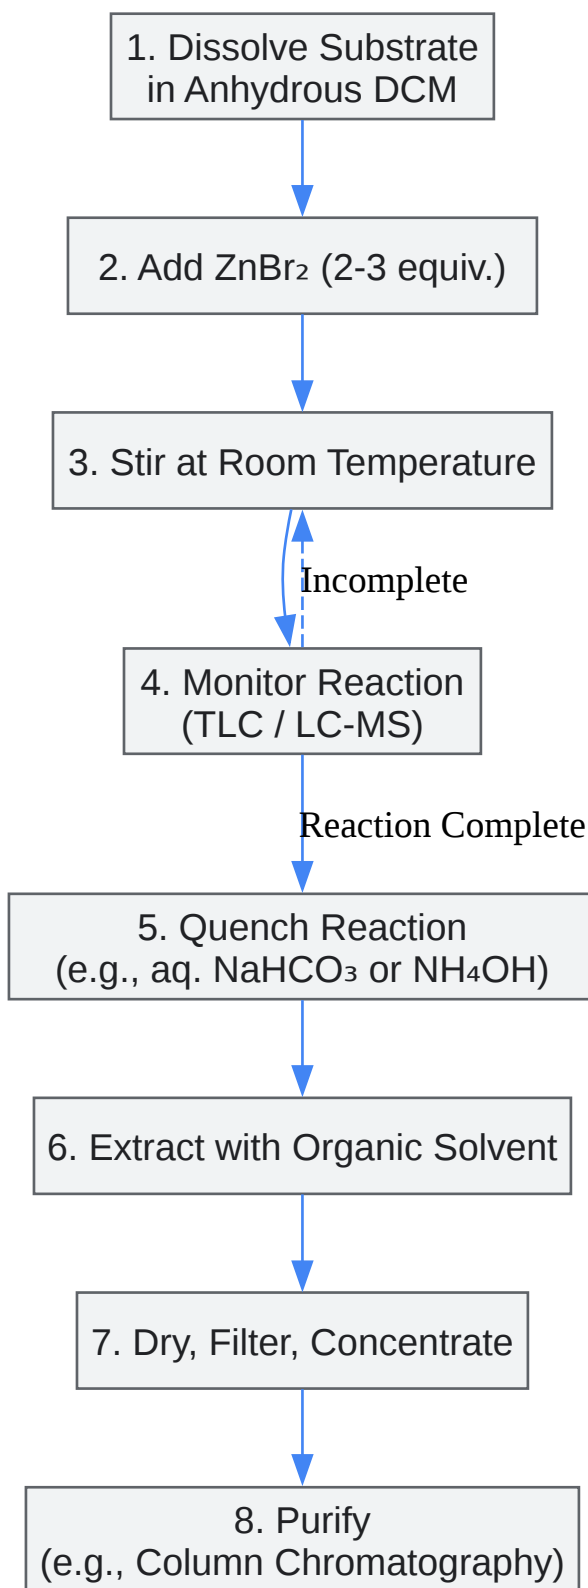 1. Dissolve Substrate
in Anhydrous DCM
2. Add ZnBr₂ (2-3 equiv.)
3. Stir at Room Temperature
Incomplete
4. Monitor Reaction
(TLC / LC-MS)
Reaction Complete
5. Quench Reaction
(e.g., aq. NaHCO₃ or NH₄OH)
6. Extract with Organic Solvent
7. Dry, Filter, Concentrate
8. Purify
(e.g., Column Chromatography)